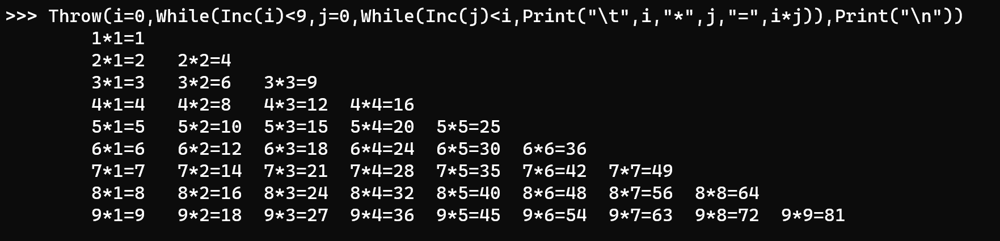 >>> Throw(i=0,While(Inc(i)<9,j=0,While(Inc(j)<i,Print("\t",i,"*",j,"=",i*j)),Print("\n"))
1*1=1
2*1=2 2*2=4
3*1=3 3*2=6 3*3=9
4*1=4 4*2=8 4*3=12 4*4=16
5*1=5 5*2=10 5*3=15 5*4=20 5*5=25
6*1=6 6*2=12 6*3=18 6*4=24 6*5=30 6*6=36
7*1=7 7*2=14 7*3=21 7*4=28 7*5=35 7*6=42 7*7=49
8*1=8 8*2=16 8*3=24 8*4=32 8*5=40 8*6=48 8*7=56 8*8=64
9*1=9 9*2=18 9*3=27 9*4=36 9*5=45 9*6=54 9*7=63 9*8=72 9*9=81